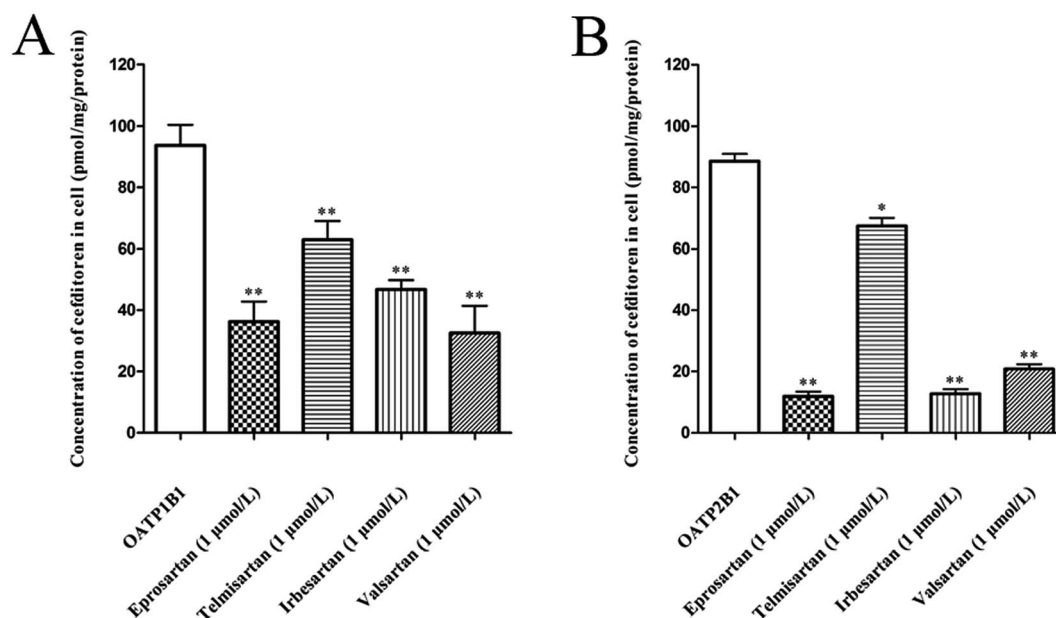 A
Concentration of cefditoren in cell (pmol/mg/protein)
120
100
80
60
40
20
0
**
**
**
**
OATP1B1
Eprosartan (1 μmol/L)
Telmisartan (1 μmol/L)
Irbesartan (1 μmol/L)
Valsartan (1 μmol/L)
B
Concentration of cefditoren in cell (pmol/mg/protein)
120
100
80
60
40
20
0
**
*
**
**
OATP2B1
Eprosartan (1 μmol/L)
Telmisartan (1 μmol/L)
Irbesartan (1 μmol/L)
Valsartan (1 μmol/L)